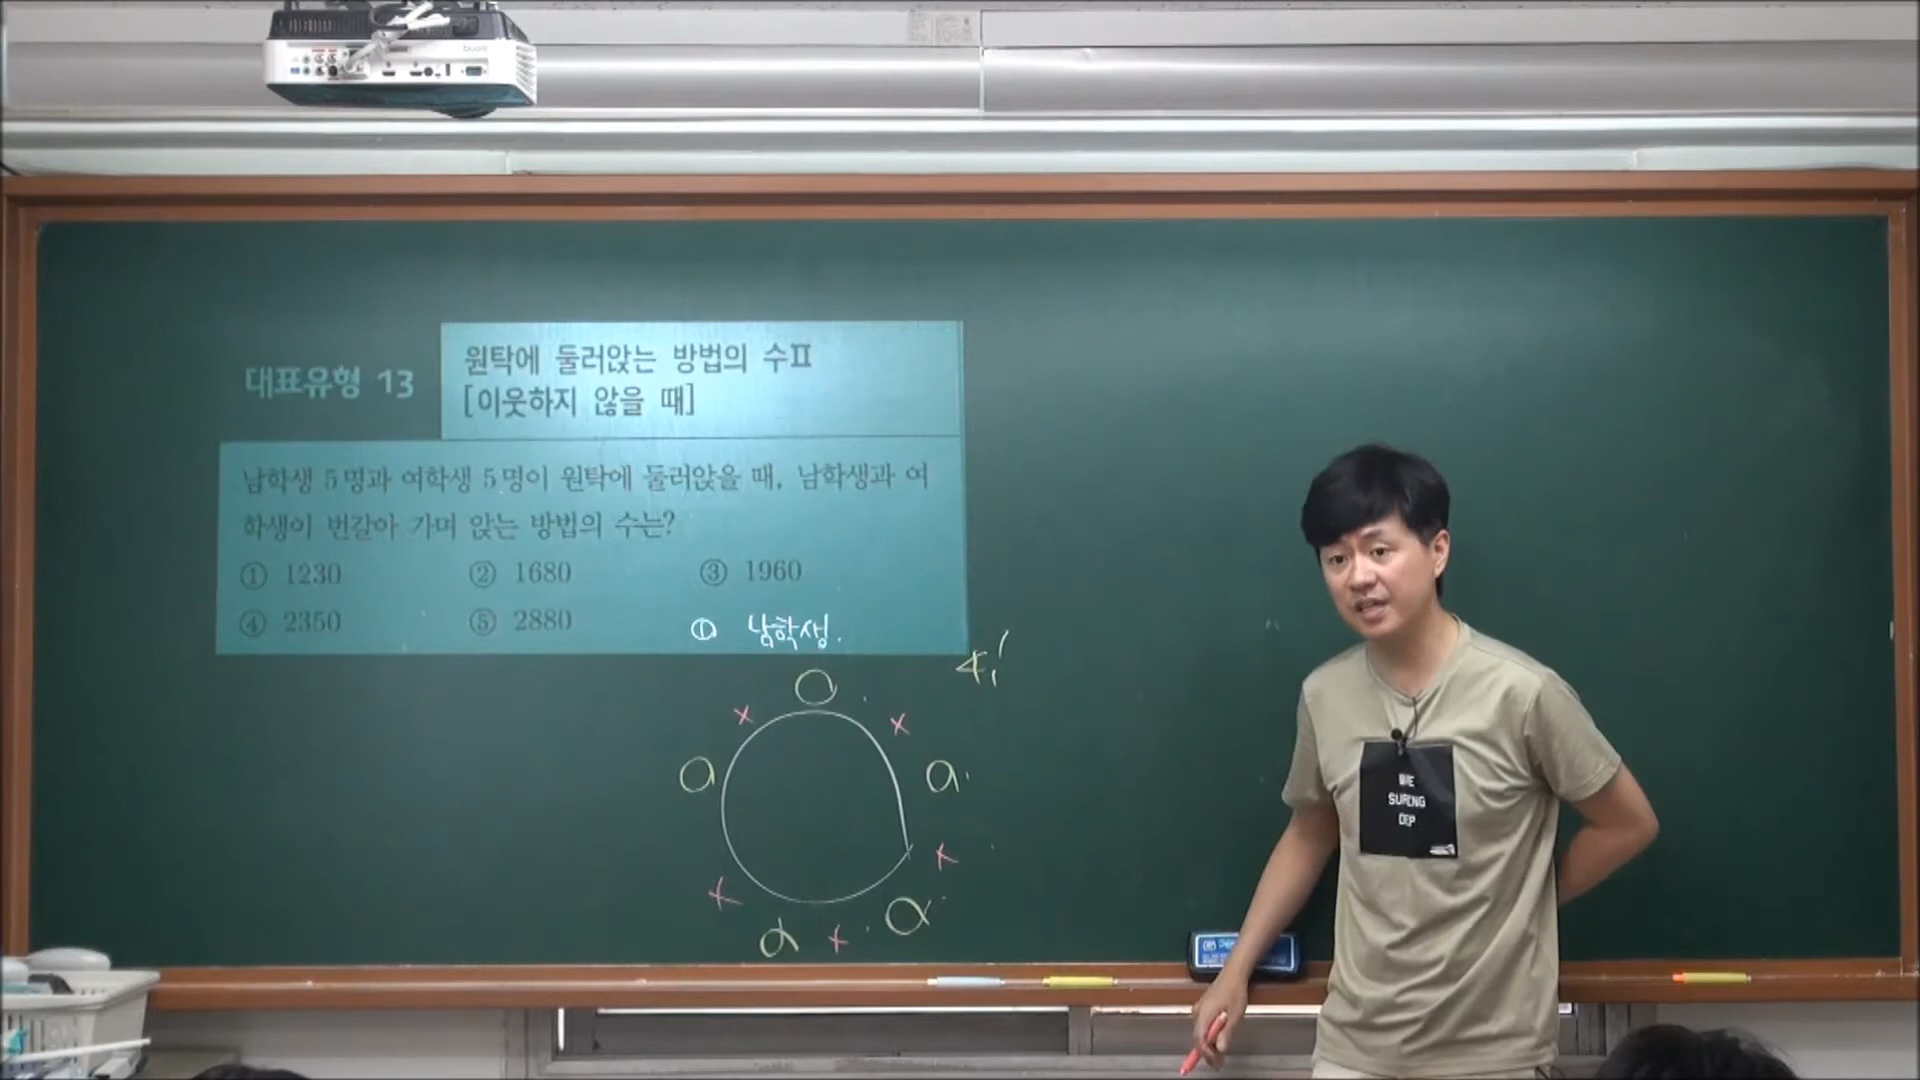 BenQ
대표유형 13
원탁에 둘러앉는 방법의 수Ⅱ
[이웃하지 않을 때]
남학생 5명과 여학생 5명이 원탁에 둘러앉을 때, 남학생과 여
학생이 번갈아 가며 앉는 방법의 수는?
① 1230 ② 1680 ③ 1960
④ 2350 ⑤ 2880
① 남학생.
4!